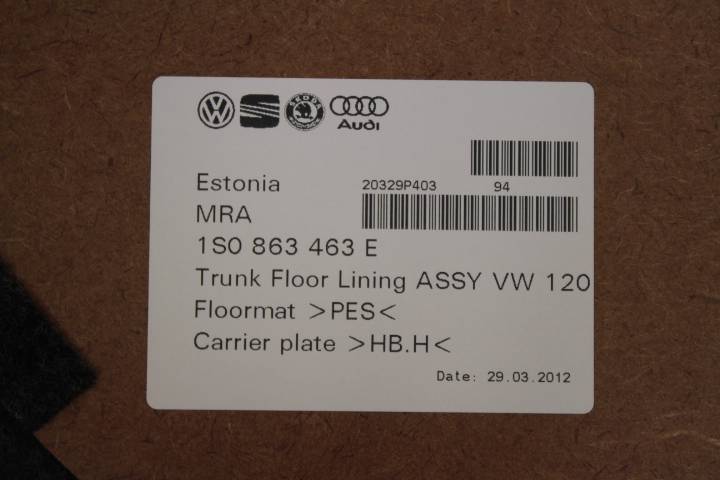 Audi
Estonia
20329P403 94
MRA
1S0 863 463 E
Trunk Floor Lining ASSY VW 120
Floormat >PES<
Carrier plate >HB.H<
Date: 29.03.2012